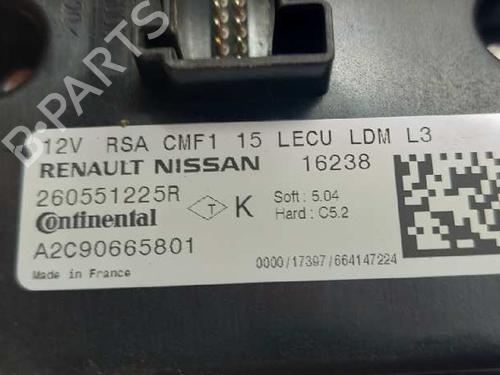 12V RSA CMF1 15 LECU LDM L3
RENAULT NISSAN 16238
260551225R
Continental
T K
Soft : 5.04
Hard : C5.2
A2C90665801
Made in France
0000/17397/664147224
B-PARTS